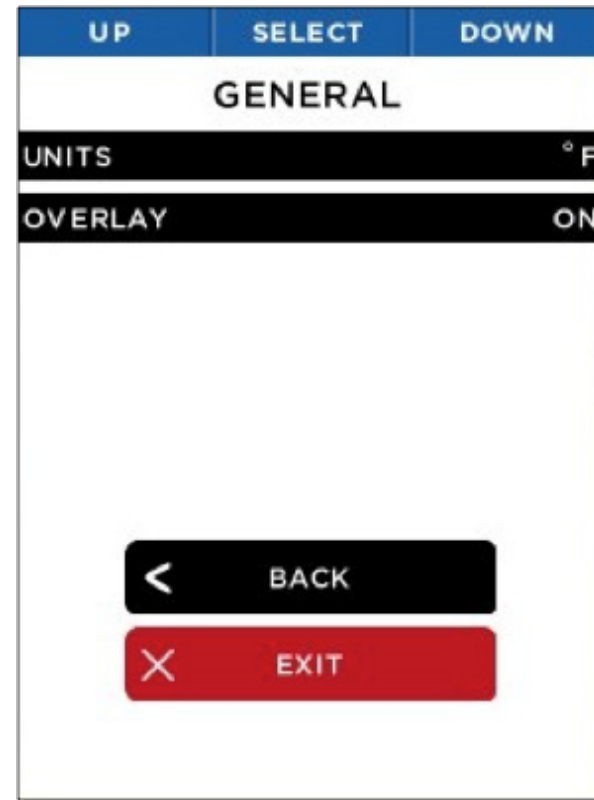 UP SELECT DOWN
GENERAL
UNITS °F
OVERLAY ON
< BACK
X EXIT